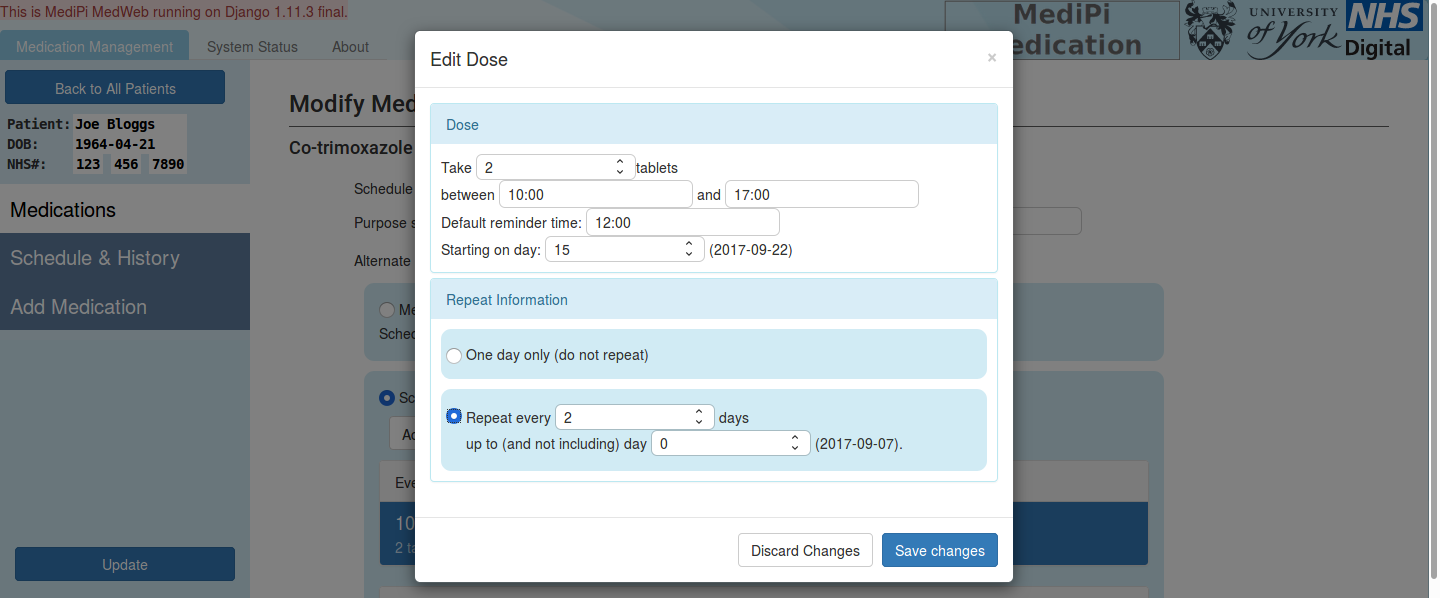 This is MediPi MedWeb running on Django 1.11.3 final.
MediPi
edication
UNIVERSITY
of York
NHS
Digital
Medication Management
System Status
About
Back to All Patients
Patient: Joe Bloggs
DOB: 1964-04-21
NHS#: 123 456 7890
Medications
Schedule & History
Add Medication
Update
Modify Med
Co-trimoxazole
Schedule
Purpose s
Alternate
Me
Sched
Sc
Ad
Eve
10
2 ta
Edit Dose ×
Dose
Take 2 tablets
between 10:00 and 17:00
Default reminder time: 12:00
Starting on day: 15 (2017-09-22)
Repeat Information
One day only (do not repeat)
Repeat every 2 days
up to (and not including) day 0 (2017-09-07).
Discard Changes
Save changes